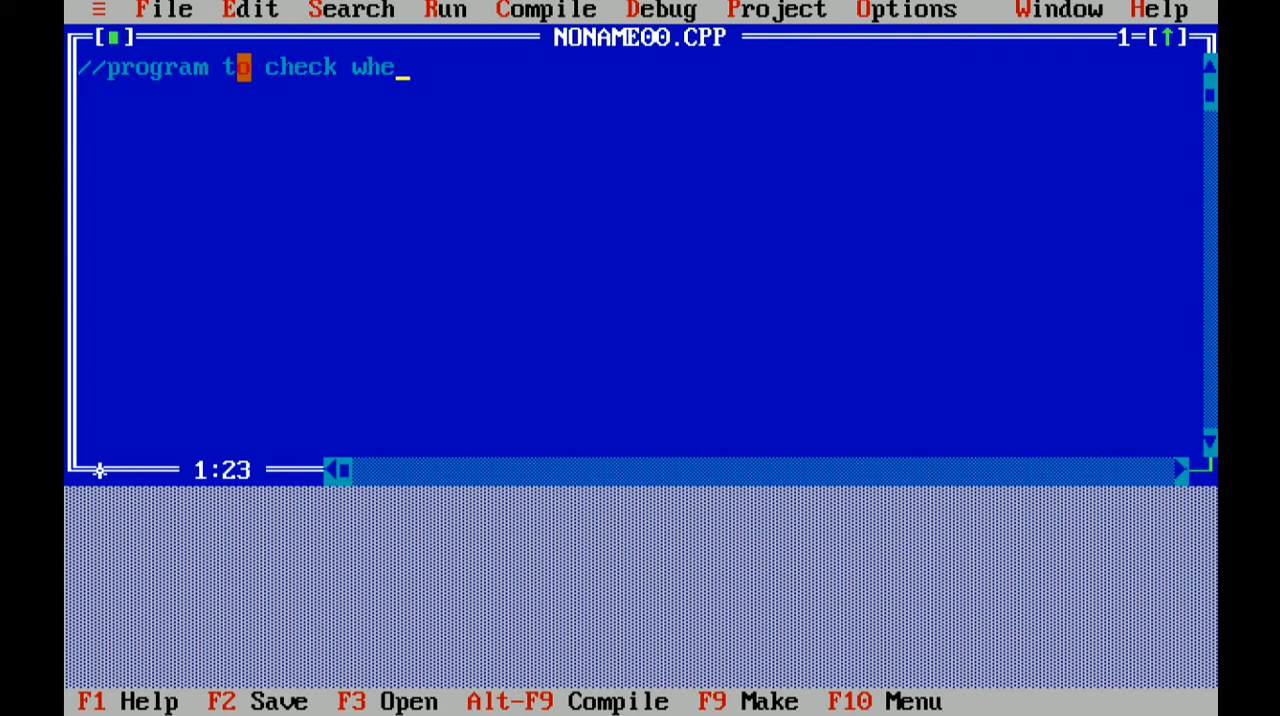 ≡ File Edit Search Run Compile Debug Project Options Window Help
[■] NONAME00.CPP 1=[↑]
//program to check whe_
1:23
F1 Help F2 Save F3 Open Alt-F9 Compile F9 Make F10 Menu